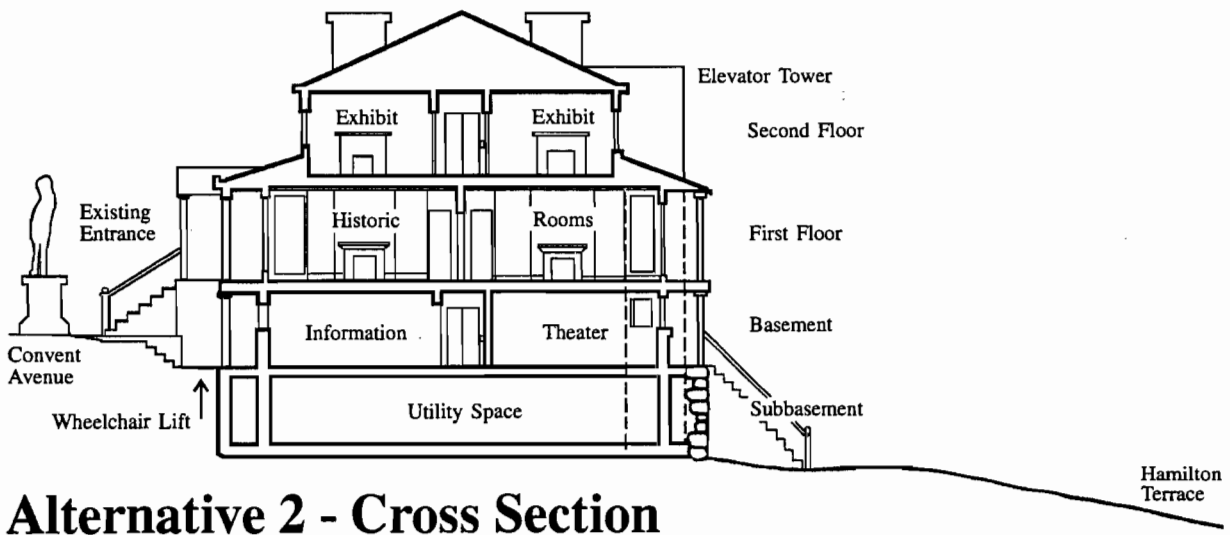 Elevator Tower
Exhibit
Exhibit
Second Floor
Existing
Entrance
Historic
Rooms
First Floor
Information
Theater
Basement
Convent
Avenue
Wheelchair Lift
Utility Space
Subbasement
Hamilton
Terrace
Alternative 2 - Cross Section